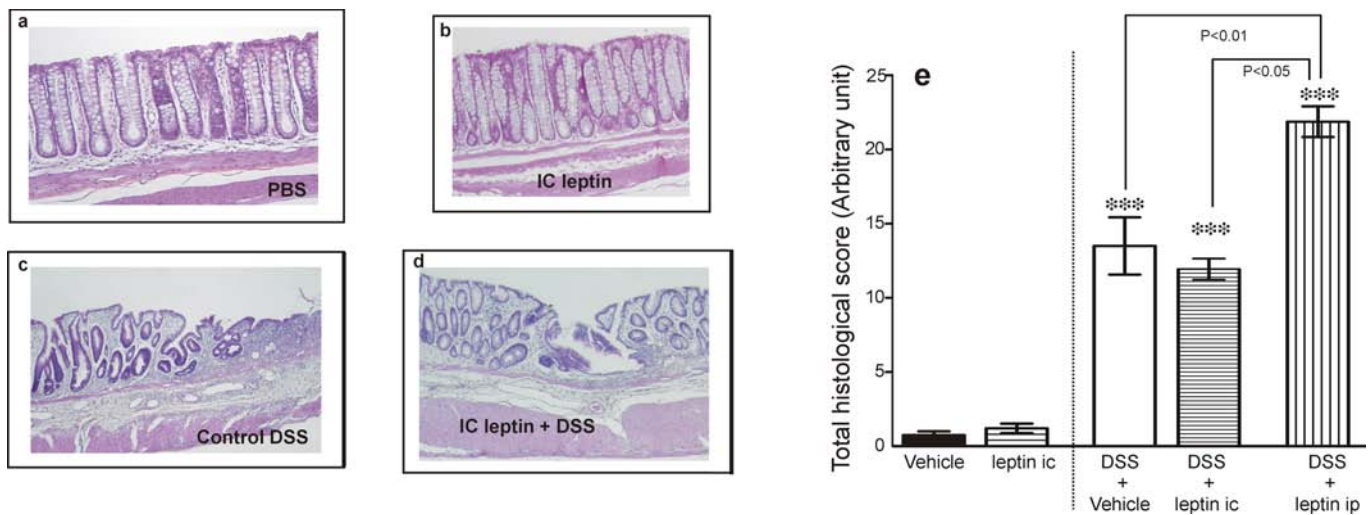 a
PBS
b
IC leptin
c
Control DSS
d
IC leptin + DSS
e
Total histological score (Arbitrary unit)
25
20
15
10
5
0
P<0.01
P<0.05
***
***
***
Vehicle
leptin ic
DSS
+
Vehicle
DSS
+
leptin ic
DSS
+
leptin ip